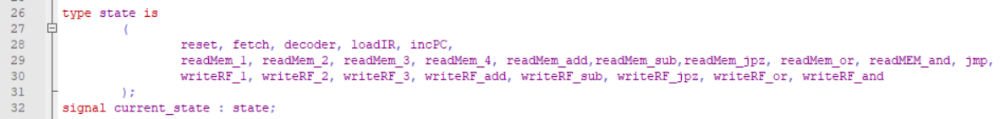 26 type state is
27 (
28 reset, fetch, decoder, loadIR, incPC,
29 readMem_1, readMem_2, readMem_3, readMem_4, readMem_add,readMem_sub,readMem_jpz, readMem_or, readMEM_and, jmp,
30 writeRF_1, writeRF_2, writeRF_3, writeRF_add, writeRF_sub, writeRF_jpz, writeRF_or, writeRF_and
31 );
32 signal current_state : state;